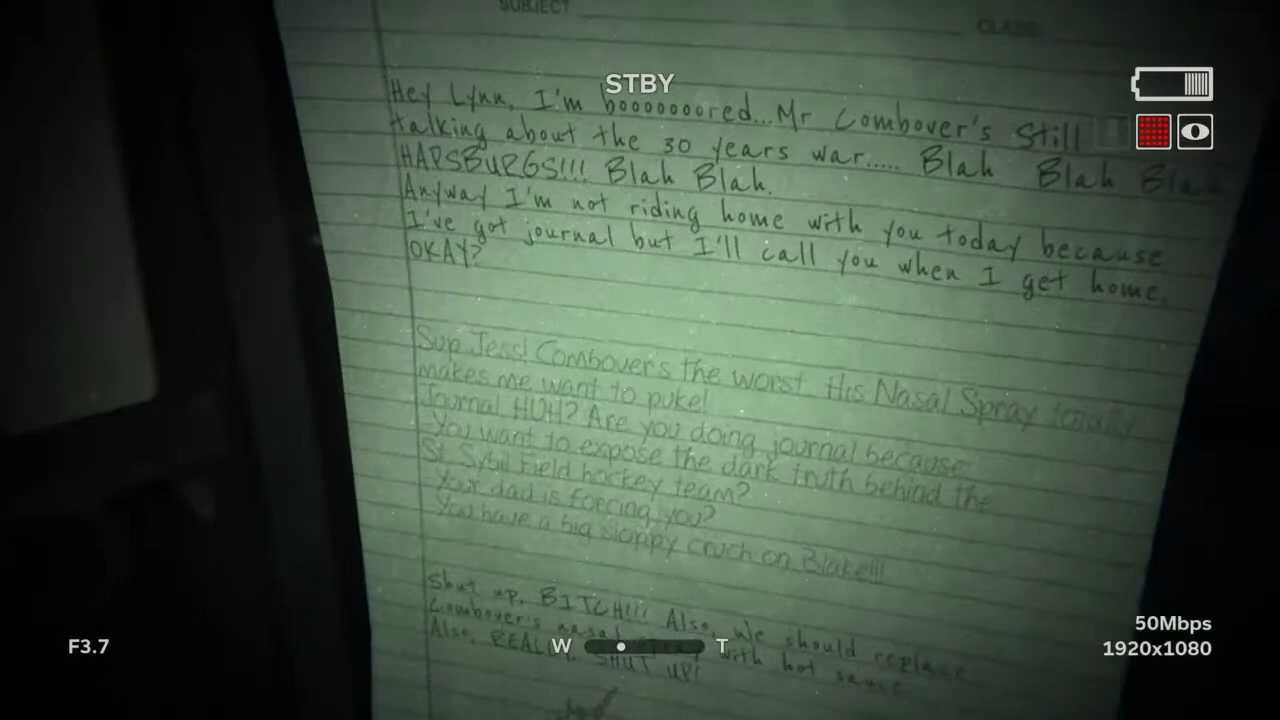 SUBJECT
CLASS
STBY
Hey Lynn, I'm boooooooored...Mr Combover's Still
talking about the 30 years war..... Blah Blah Blah
HAPSBURGS!!! Blah Blah.
Anyway I'm not riding home with you today because
I've got journal but I'll call you when I get home.
OKAY?
Sup Jess! Combover's the worst. His Nasal Spray totally
makes me want to puke!
Journal HUH? Are you doing journal because
You want to expose the dark truth behind the
St. Sybil Field hockey team?
Your dad is forcing you?
You have a big sloppy cruch on Blake!!!
Shut up, BITCH!!! Also, we should replace
Combover's nasal with hot sauce
Also, REALLY, SHUT UP!
F3.7
W T
50Mbps
1920x1080